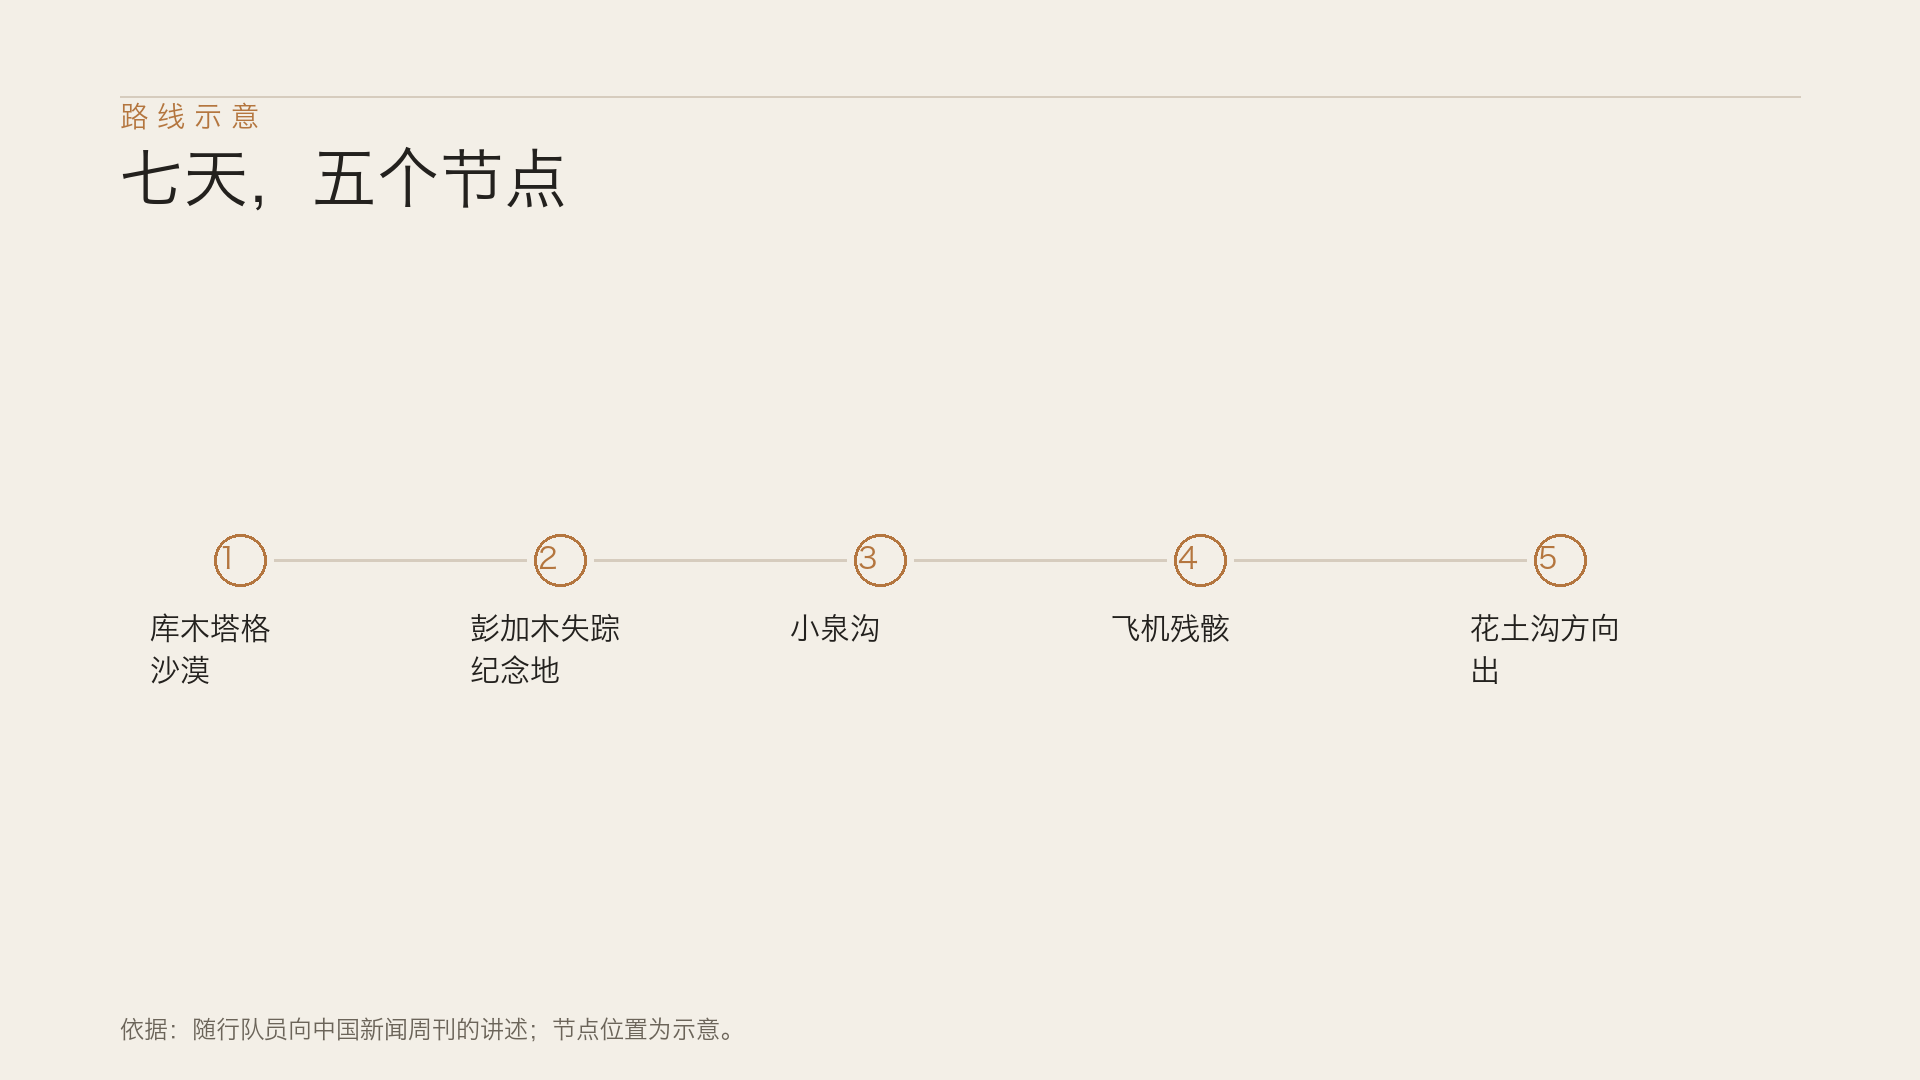 路线示意
七天，五个节点
1
2
3
4
5
库木塔格
沙漠
彭加木失踪
纪念地
小泉沟
飞机残骸
花土沟方向
出
依据：随行队员向中国新闻周刊的讲述；节点位置为示意。